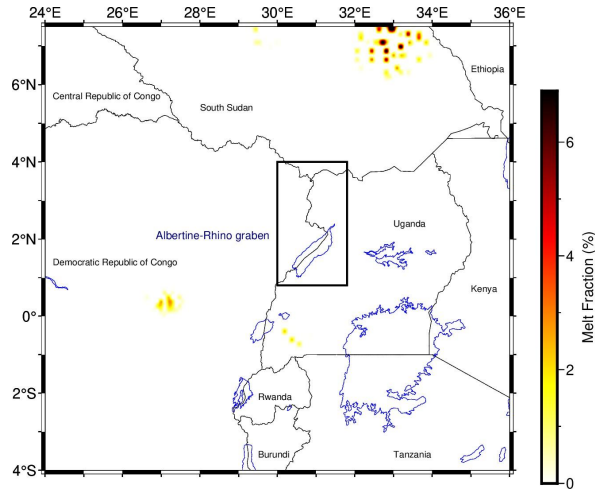 24°E 26°E 28°E 30°E 32°E 34°E 36°E
6°N
Ethiopia
Central Republic of Congo
South Sudan
6
4°N
Albertine-Rhino graben
Uganda
2°N
Democratic Republic of Congo
4
Kenya
Melt Fraction (%)
0°
2
2°S
Rwanda
Burundi
Tanzania
4°S
0